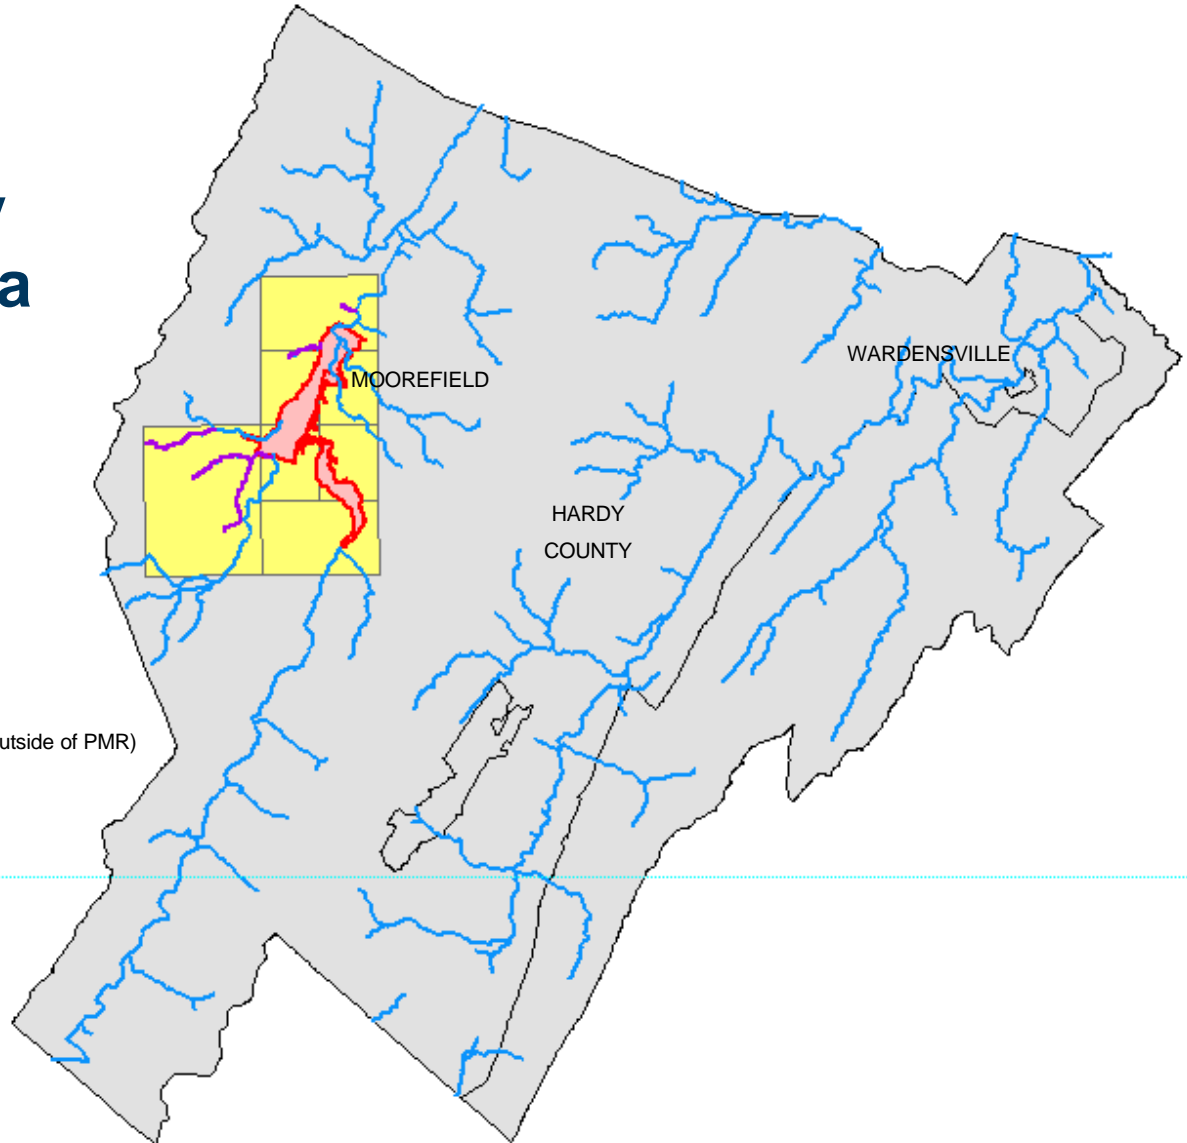 y
a
MOOREFIELD
WARDENSVILLE
HARDY
COUNTY
utside of PMR)